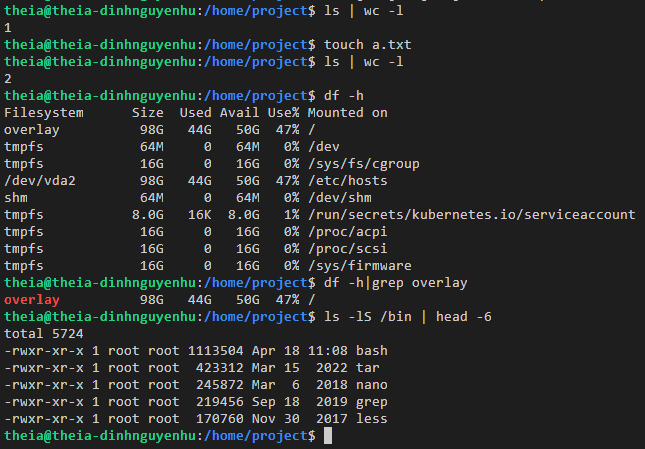 theia@theia-dinhnguyenhu:/home/project$ ls | wc -l
1
theia@theia-dinhnguyenhu:/home/project$ touch a.txt
theia@theia-dinhnguyenhu:/home/project$ ls | wc -l
2
theia@theia-dinhnguyenhu:/home/project$ df -h
Filesystem      Size  Used Avail Use% Mounted on
overlay          98G   44G   50G  47% /
tmpfs            64M     0   64M   0% /dev
tmpfs            16G     0   16G   0% /sys/fs/cgroup
/dev/vda2        98G   44G   50G  47% /etc/hosts
shm              64M     0   64M   0% /dev/shm
tmpfs           8.0G   16K  8.0G   1% /run/secrets/kubernetes.io/serviceaccount
tmpfs            16G     0   16G   0% /proc/acpi
tmpfs            16G     0   16G   0% /proc/scsi
tmpfs            16G     0   16G   0% /sys/firmware
theia@theia-dinhnguyenhu:/home/project$ df -h|grep overlay
overlay          98G   44G   50G  47% /
theia@theia-dinhnguyenhu:/home/project$ ls -lS /bin | head -6
total 5724
-rwxr-xr-x 1 root root 1113504 Apr 18 11:08 bash
-rwxr-xr-x 1 root root  423312 Mar 15  2022 tar
-rwxr-xr-x 1 root root  245872 Mar  6  2018 nano
-rwxr-xr-x 1 root root  219456 Sep 18  2019 grep
-rwxr-xr-x 1 root root  170760 Nov 30  2017 less
theia@theia-dinhnguyenhu:/home/project$